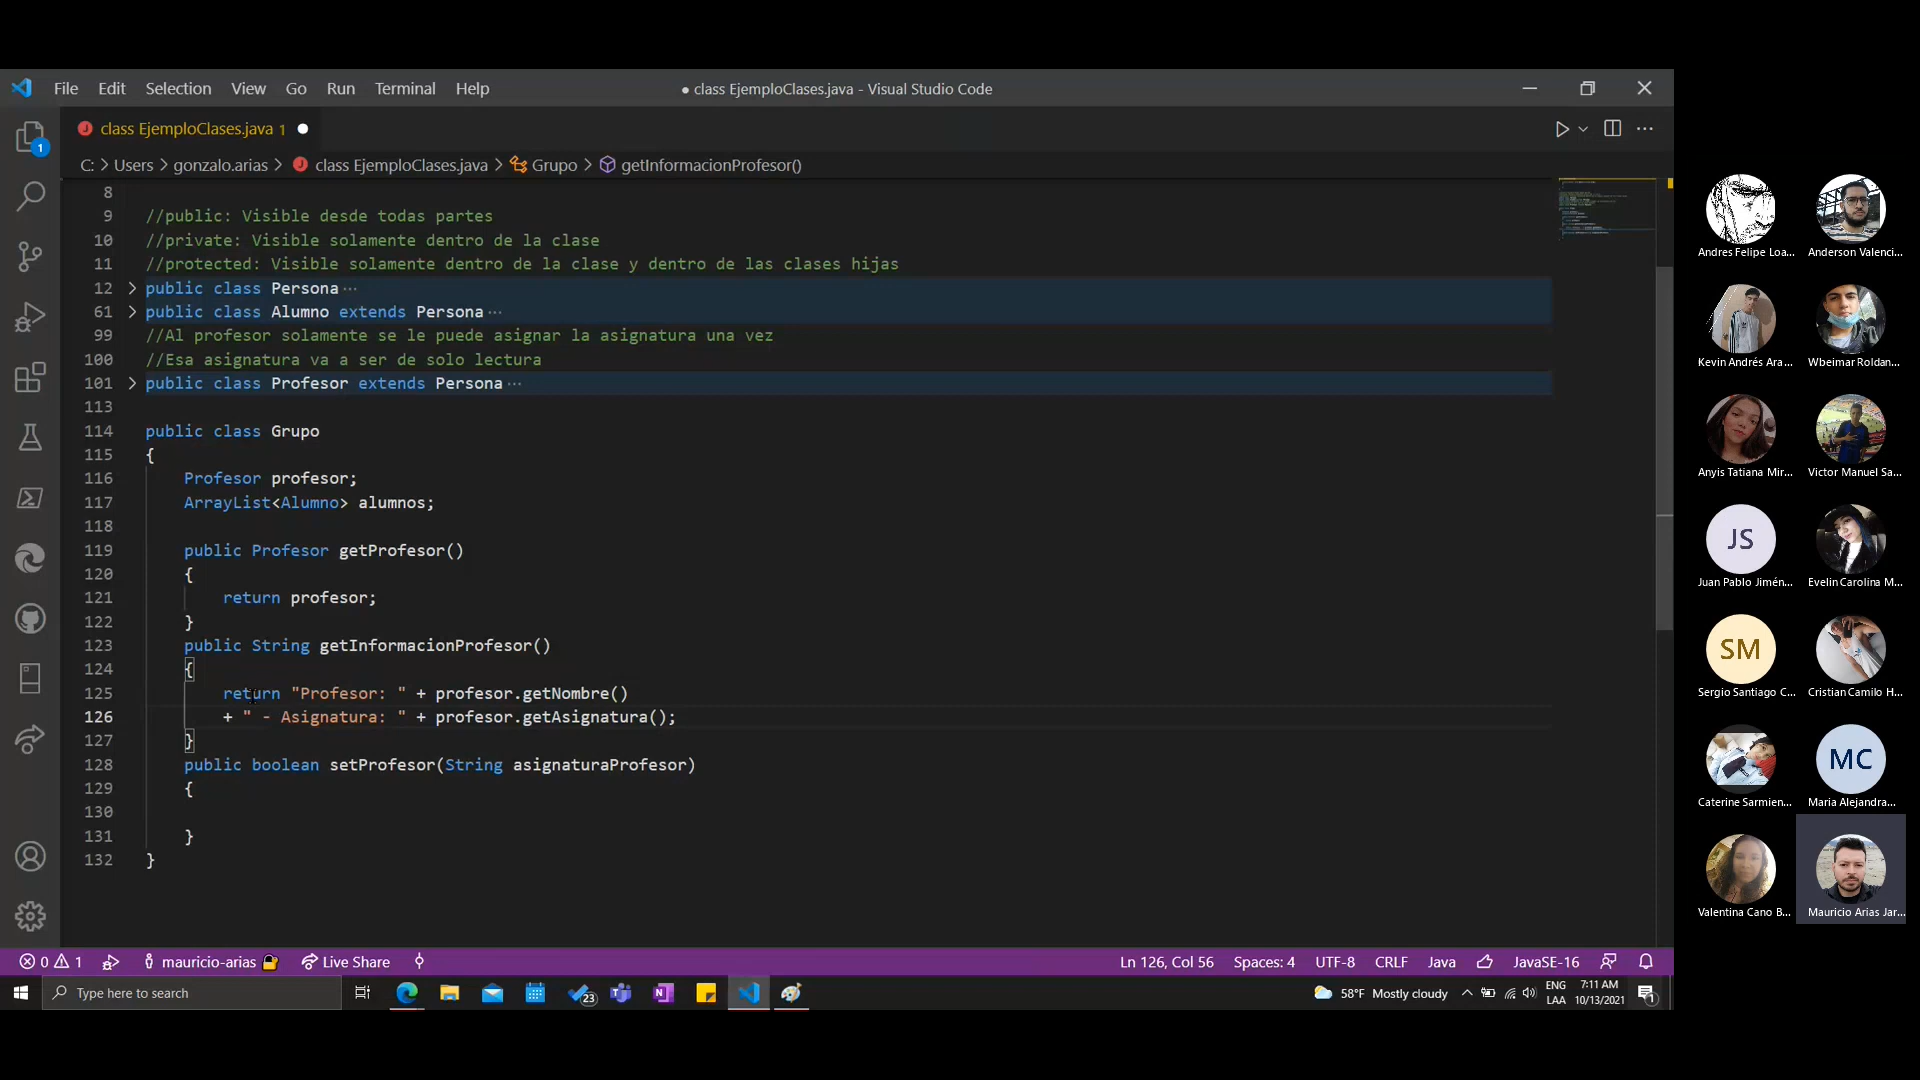 File Edit Selection View Go Run Terminal Help
● class EjemploClases.java - Visual Studio Code
class EjemploClases.java 1
C: > Users > gonzalo.arias > class EjemploClases.java > Grupo > getInformacionProfesor()
8
9 //public: Visible desde todas partes
10 //private: Visible solamente dentro de la clase
11 //protected: Visible solamente dentro de la clase y dentro de las clases hijas
12 public class Persona ···
61 public class Alumno extends Persona ···
99 //Al profesor solamente se le puede asignar la asignatura una vez
100 //Esa asignatura va a ser de solo lectura
101 public class Profesor extends Persona ···
113
114 public class Grupo
115 {
116 Profesor profesor;
117 ArrayList<Alumno> alumnos;
118
119 public Profesor getProfesor()
120 {
121 return profesor;
122 }
123 public String getInformacionProfesor()
124 {
125 return "Profesor: " + profesor.getNombre()
126 + " - Asignatura: " + profesor.getAsignatura();
127 }
128 public boolean setProfesor(String asignaturaProfesor)
129 {
130
131 }
132 }
0 1 mauricio-arias Live Share
Ln 126, Col 56 Spaces: 4 UTF-8 CRLF Java JavaSE-16
Type here to search
23
58°F Mostly cloudy
ENG
LAA
7:11 AM
10/13/2021
1
Andres Felipe Loa...
Anderson Valenci...
Kevin Andrés Ara...
Wbeimar Roldan...
Anyis Tatiana Mir...
Victor Manuel Sa...
JS
Juan Pablo Jimén...
Evelin Carolina M...
SM
Sergio Santiago C...
Cristian Camilo H...
Caterine Sarmien...
MC
Maria Alejandra...
Valentina Cano B...
Mauricio Arias Jar...